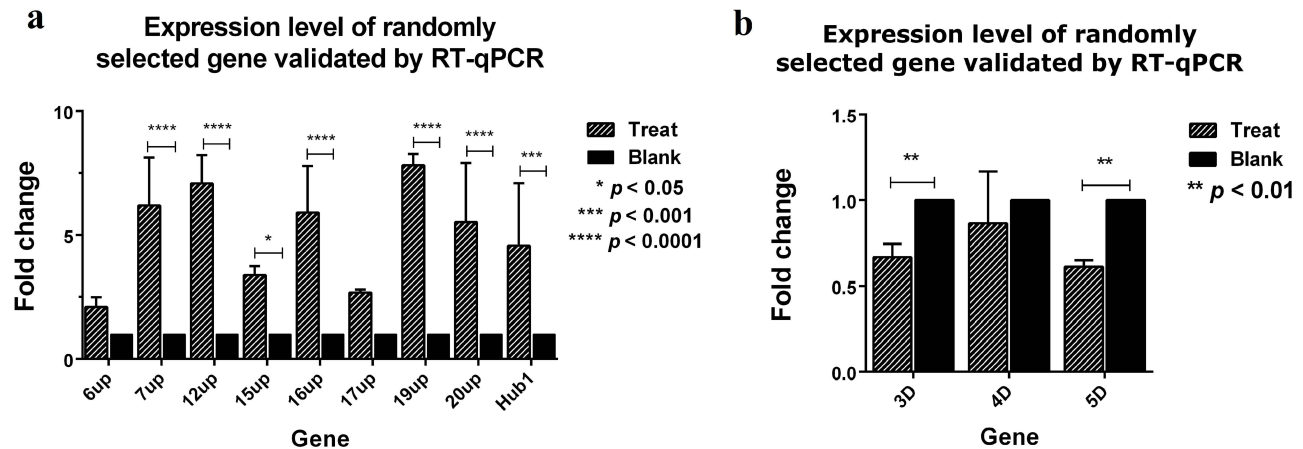 a
Expression level of randomly
selected gene validated by RT-qPCR
Fold change
10
5
0
**** **** * **** **** **** ***
6up 7up 12up 15up 16up 17up 19up 20up Hub1
Gene
Treat
Blank
* p < 0.05
*** p < 0.001
**** p < 0.0001
b
Expression level of randomly
selected gene validated by RT-qPCR
Fold change
1.5
1.0
0.5
0.0
** **
3D 4D 5D
Gene
Treat
Blank
** p < 0.01